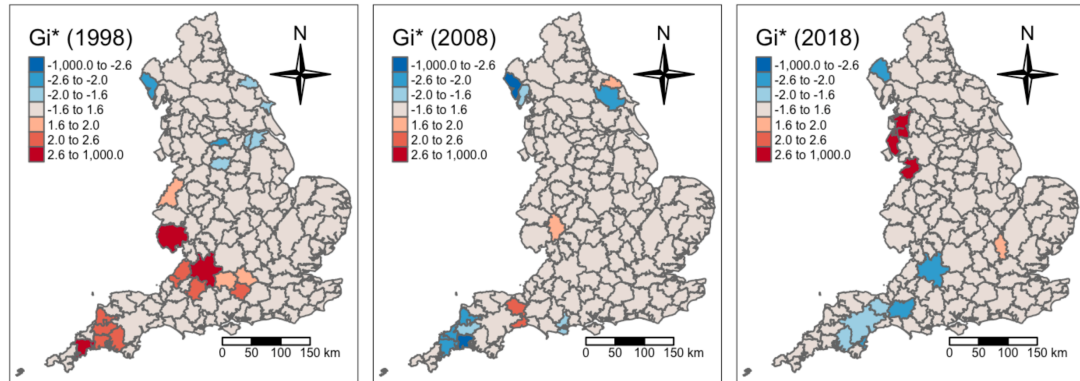 Gi* (1998)
-1,000.0 to -2.6
-2.6 to -2.0
-2.0 to -1.6
-1.6 to 1.6
1.6 to 2.0
2.0 to 2.6
2.6 to 1,000.0
N
0 50 100 150 km
Gi* (2008)
-1,000.0 to -2.6
-2.6 to -2.0
-2.0 to -1.6
-1.6 to 1.6
1.6 to 2.0
2.0 to 2.6
2.6 to 1,000.0
N
0 50 100 150 km
Gi* (2018)
-1,000.0 to -2.6
-2.6 to -2.0
-2.0 to -1.6
-1.6 to 1.6
1.6 to 2.0
2.0 to 2.6
2.6 to 1,000.0
N
0 50 100 150 km